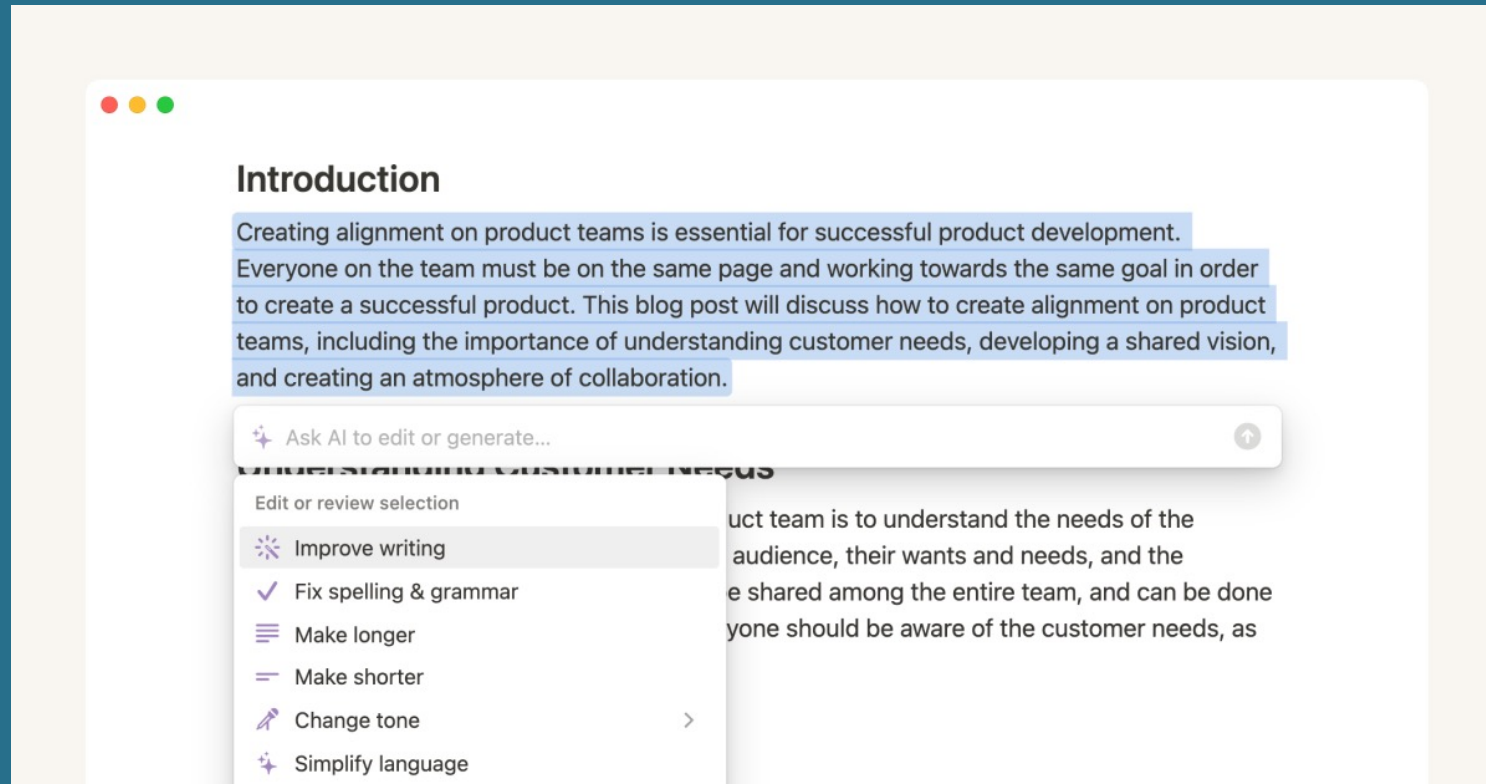 Introduction
Creating alignment on product teams is essential for successful product development.
Everyone on the team must be on the same page and working towards the same goal in order
to create a successful product. This blog post will discuss how to create alignment on product
teams, including the importance of understanding customer needs, developing a shared vision,
and creating an atmosphere of collaboration.
Ask AI to edit or generate...
Understanding Customer Needs
Edit or review selection
uct team is to understand the needs of the
Improve writing
audience, their wants and needs, and the
Fix spelling & grammar
e shared among the entire team, and can be done
Make longer
yone should be aware of the customer needs, as
Make shorter
Change tone
Simplify language